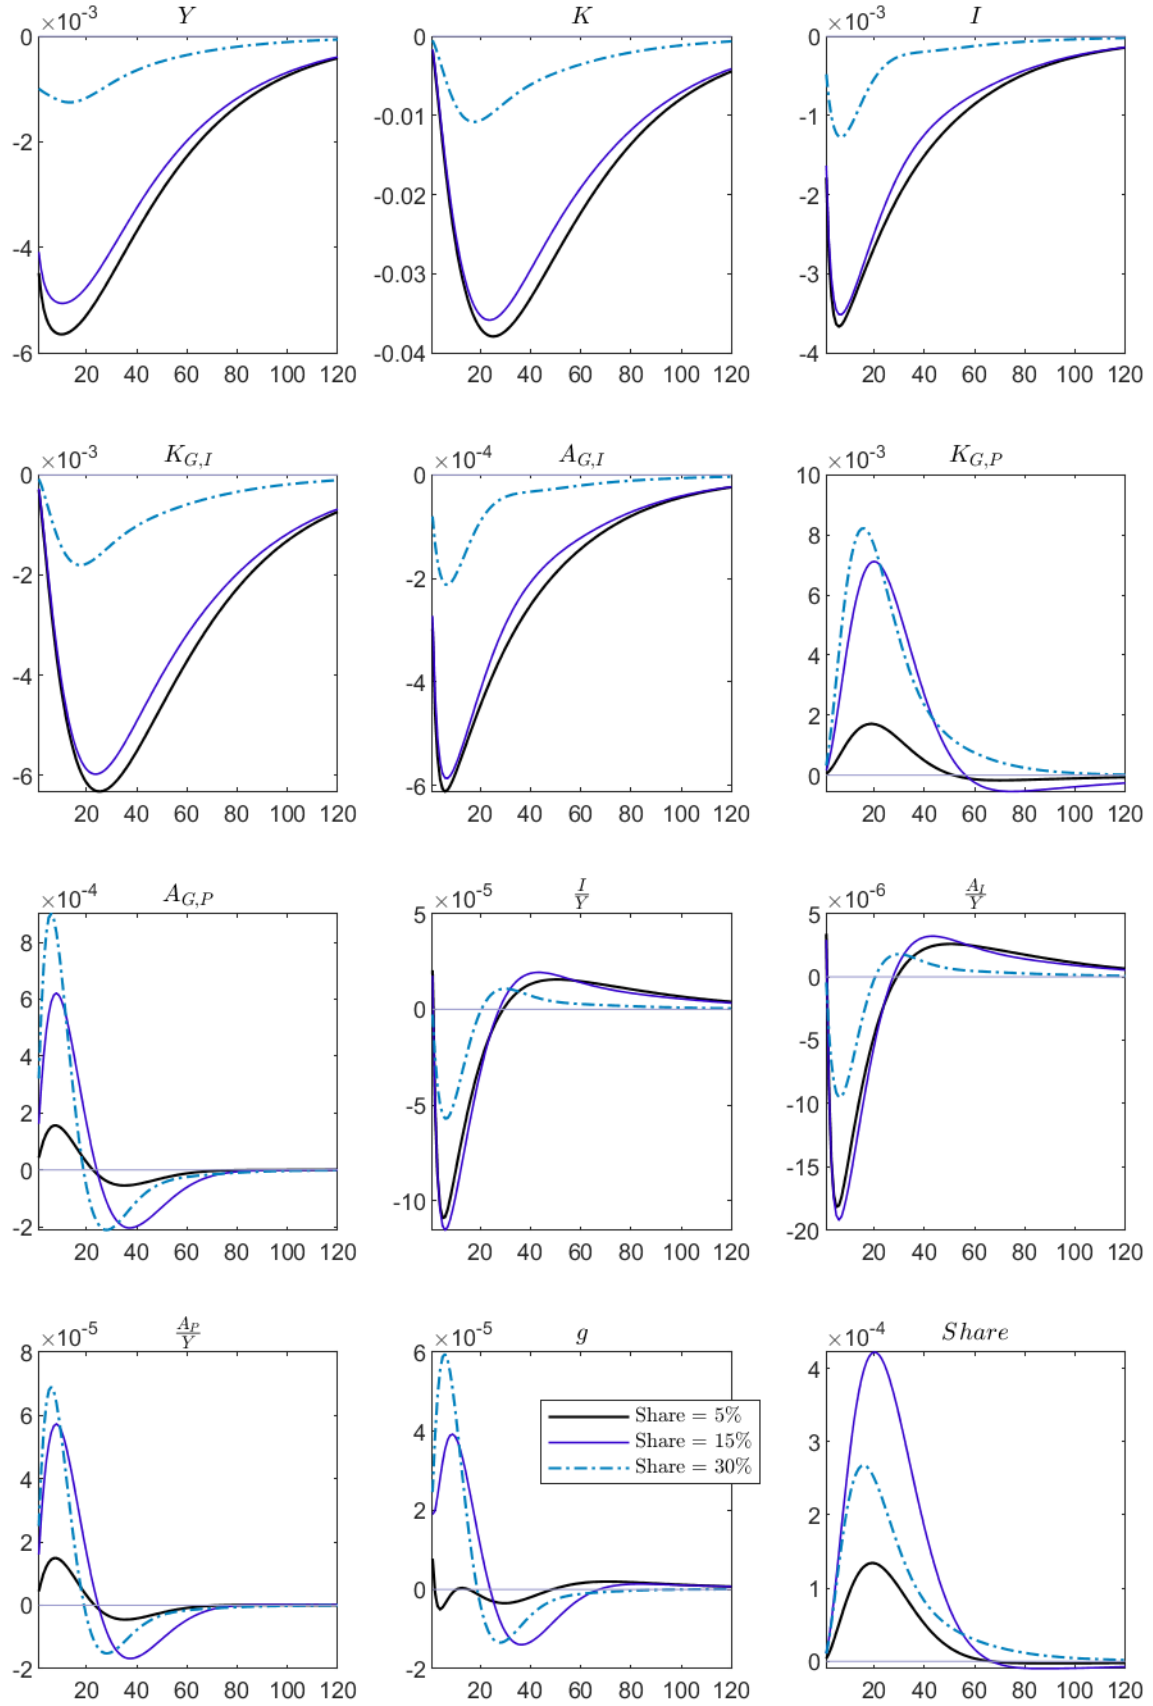 ×10⁻³ Y
K
×10⁻³ I
0
-2
-4
-6
20 40 60 80 100 120
0
-0.01
-0.02
-0.03
-0.04
20 40 60 80 100 120
0
-1
-2
-3
-4
20 40 60 80 100 120
×10⁻³ K_{G,I}
×10⁻⁴ A_{G,I}
×10⁻³ K_{G,P}
0
-2
-4
-6
20 40 60 80 100 120
0
-2
-4
-6
20 40 60 80 100 120
10
8
6
4
2
0
20 40 60 80 100 120
×10⁻⁴ A_{G,P}
×10⁻⁵ I/Y
×10⁻⁶ A_I/Y
8
6
4
2
0
-2
20 40 60 80 100 120
5
0
-5
-10
20 40 60 80 100 120
5
0
-5
-10
-15
-20
20 40 60 80 100 120
×10⁻⁵ A_P/Y
×10⁻⁵ g
×10⁻⁴ Share
8
6
4
2
0
-2
20 40 60 80 100 120
6
4
2
0
-2
20 40 60 80 100 120
Share = 5%
Share = 15%
Share = 30%
4
3
2
1
0
20 40 60 80 100 120